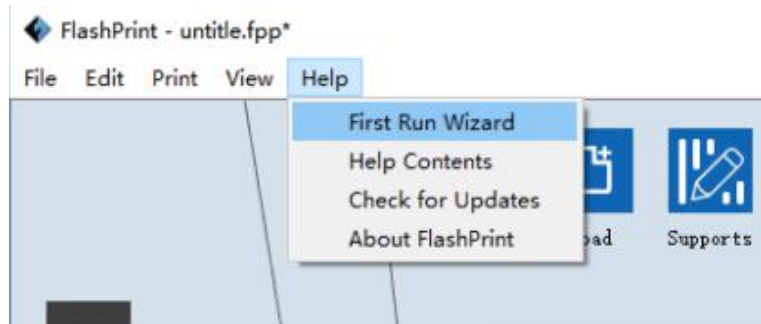 FlashPrint - untitle.fpp*
File Edit Print View Help
First Run Wizard
Help Contents
Check for Updates
About FlashPrint
Supports